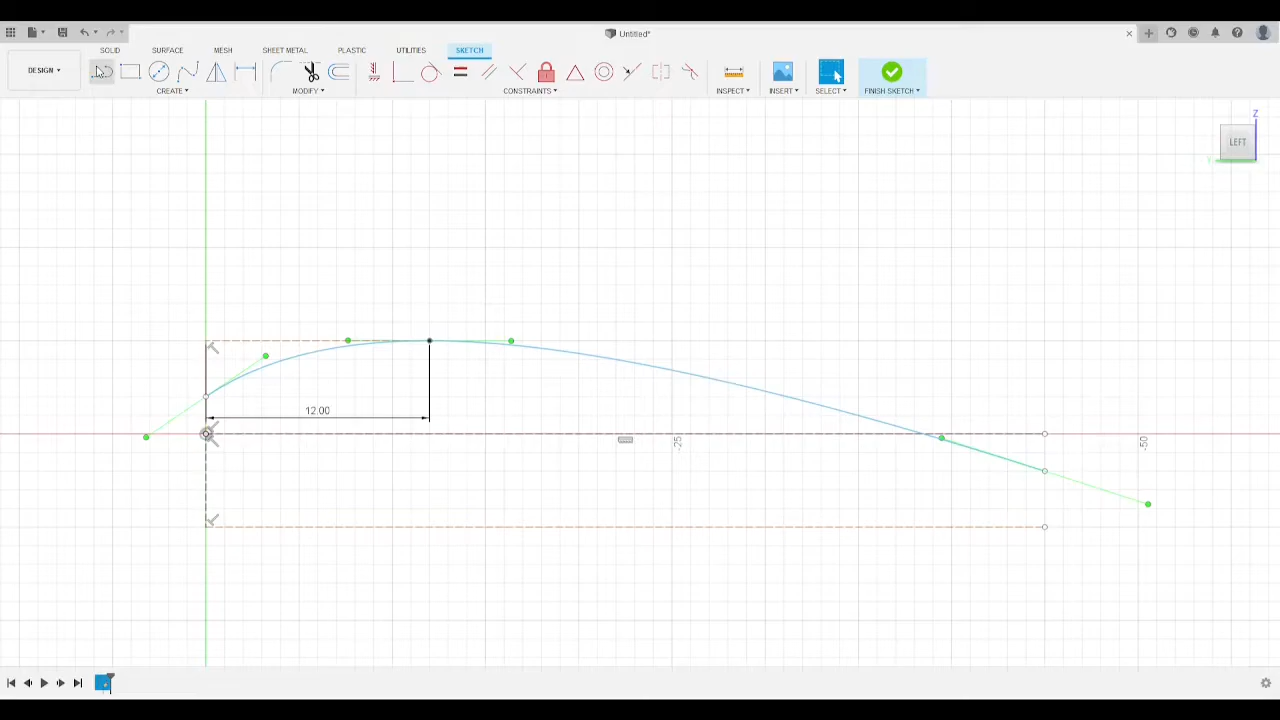 Untitled*
SOLID SURFACE MESH SHEET METAL PLASTIC UTILITIES SKETCH
DESIGN
CREATE MODIFY CONSTRAINTS INSPECT INSERT SELECT FINISH SKETCH
Z
LEFT
Y
12.00
-25
-50